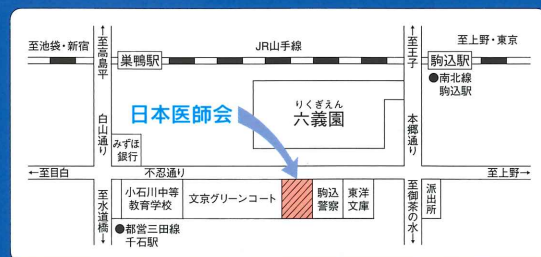 至池袋・新宿
←至高島平
JR山手線
←至王子
至上野・東京
巣鴨駅
駒込駅
●南北線
駒込駅
白山通り
日本医師会
りくぎえん
六義園
本郷通り
みずほ
銀行
←至目白
不忍通り
至上野→
至水道橋→
小石川中等
教育学校
文京グリーンコート
駒込
警察
東洋
文庫
至御茶の水→
派出所
●都営三田線
千石駅